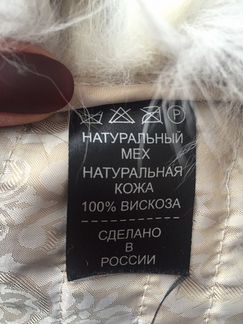 P
НАТУРАЛЬНЫЙ
МЕХ
НАТУРАЛЬНАЯ
КОЖА
100% ВИСКОЗА
СДЕЛАНО
В
РОССИИ